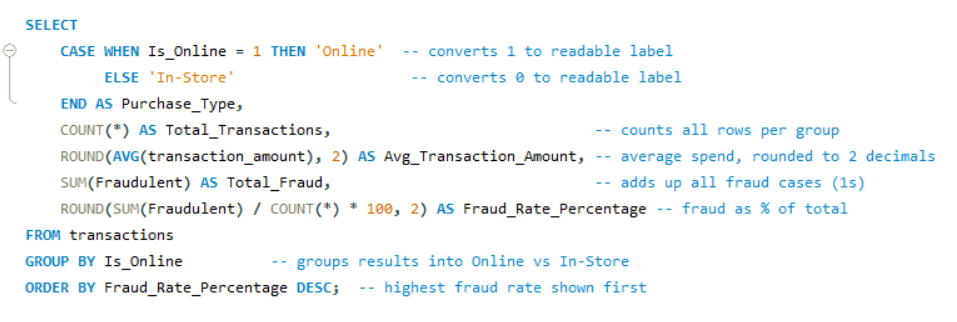 SELECT
CASE WHEN Is_Online = 1 THEN 'Online' -- converts 1 to readable label
ELSE 'In-Store' -- converts 0 to readable label
END AS Purchase_Type,
COUNT(*) AS Total_Transactions, -- counts all rows per group
ROUND(AVG(transaction_amount), 2) AS Avg_Transaction_Amount, -- average spend, rounded to 2 decimals
SUM(Fraudulent) AS Total_Fraud, -- adds up all fraud cases (1s)
ROUND(SUM(Fraudulent) / COUNT(*) * 100, 2) AS Fraud_Rate_Percentage -- fraud as % of total
FROM transactions
GROUP BY Is_Online -- groups results into Online vs In-Store
ORDER BY Fraud_Rate_Percentage DESC; -- highest fraud rate shown first